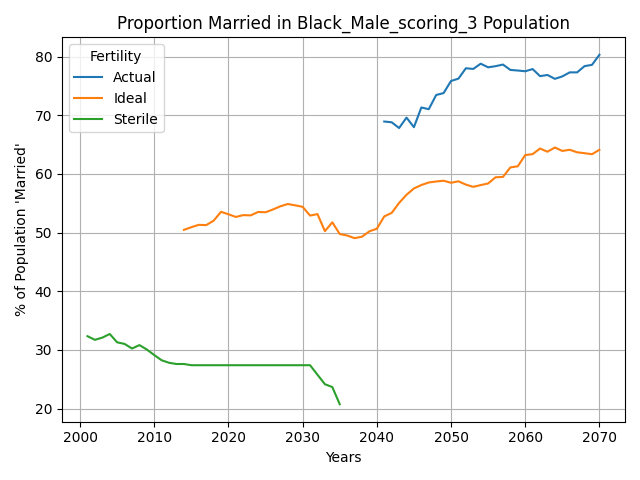 Proportion Married in Black_Male_scoring_3 Population
% of Population 'Married'
80
70
60
50
40
30
20
Fertility
Actual
Ideal
Sterile
2000 2010 2020 2030 2040 2050 2060 2070
Years